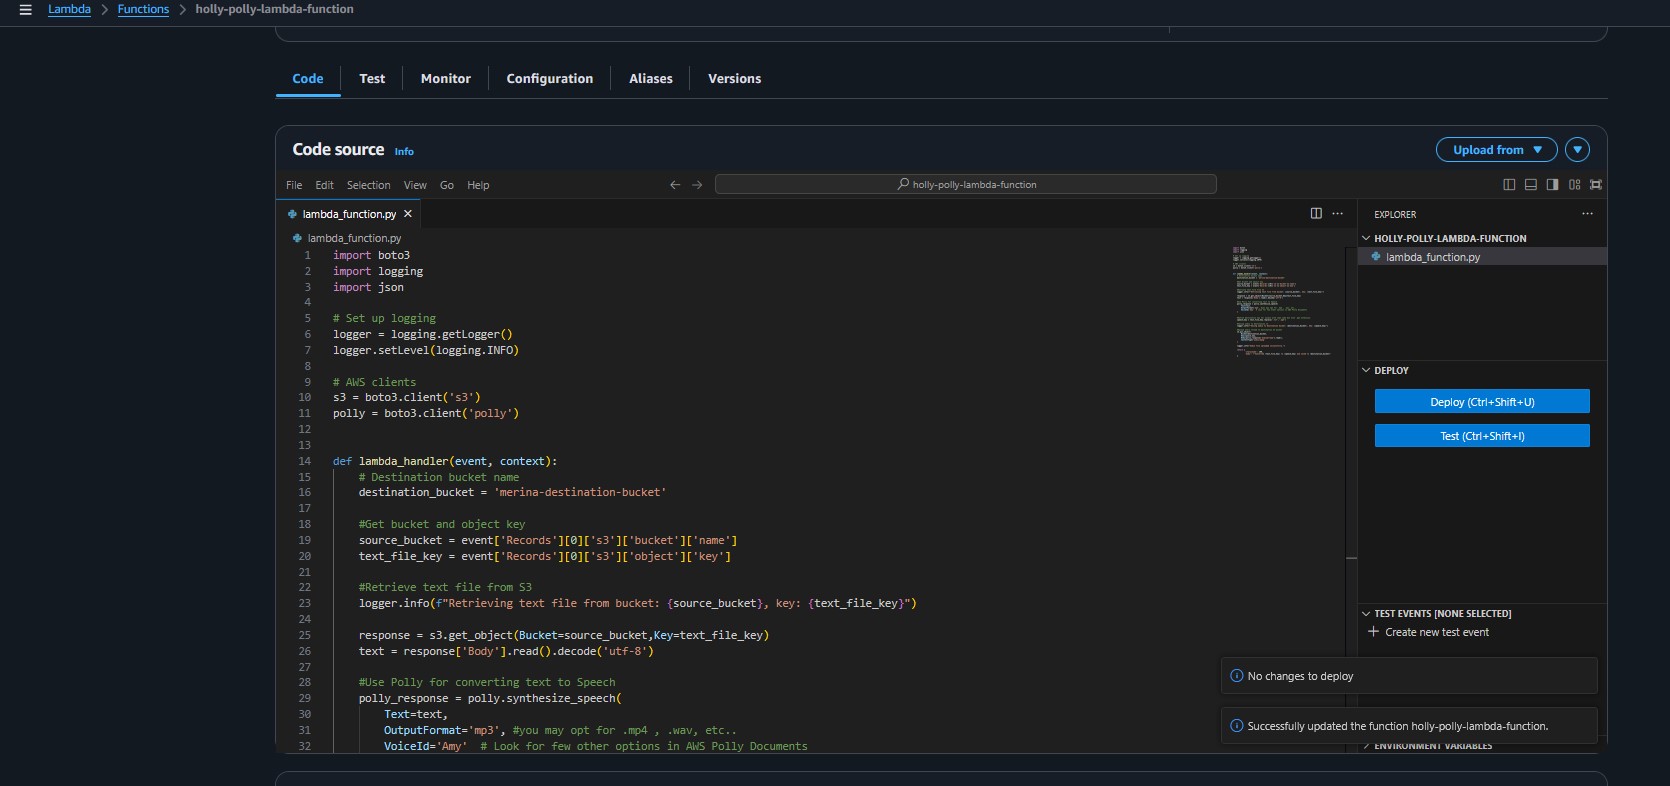 Lambda > Functions > holly-polly-lambda-function
Code Test Monitor Configuration Aliases Versions
Code source Info
Upload from
File Edit Selection View Go Help
holly-polly-lambda-function
lambda_function.py
lambda_function.py
1 import boto3
2 import logging
3 import json
4
5 # Set up logging
6 logger = logging.getLogger()
7 logger.setLevel(logging.INFO)
8
9 # AWS clients
10 s3 = boto3.client('s3')
11 polly = boto3.client('polly')
12
13
14 def lambda_handler(event, context):
15 # Destination bucket name
16 destination_bucket = 'merina-destination-bucket'
17
18 #Get bucket and object key
19 source_bucket = event['Records'][0]['s3']['bucket']['name']
20 text_file_key = event['Records'][0]['s3']['object']['key']
21
22 #Retrieve text file from S3
23 logger.info(f"Retrieving text file from bucket: {source_bucket}, key: {text_file_key}")
24
25 response = s3.get_object(Bucket=source_bucket,Key=text_file_key)
26 text = response['Body'].read().decode('utf-8')
27
28 #Use Polly for converting text to Speech
29 polly_response = polly.synthesize_speech(
30 Text=text,
31 OutputFormat='mp3', #you may opt for .mp4 , .wav, etc..
32 VoiceId='Amy' # Look for few other options in AWS Polly Documents
EXPLORER
HOLLY-POLLY-LAMBDA-FUNCTION
lambda_function.py
DEPLOY
Deploy (Ctrl+Shift+U)
Test (Ctrl+Shift+I)
TEST EVENTS [NONE SELECTED]
Create new test event
No changes to deploy
Successfully updated the function holly-polly-lambda-function.
ENVIRONMENT VARIABLES